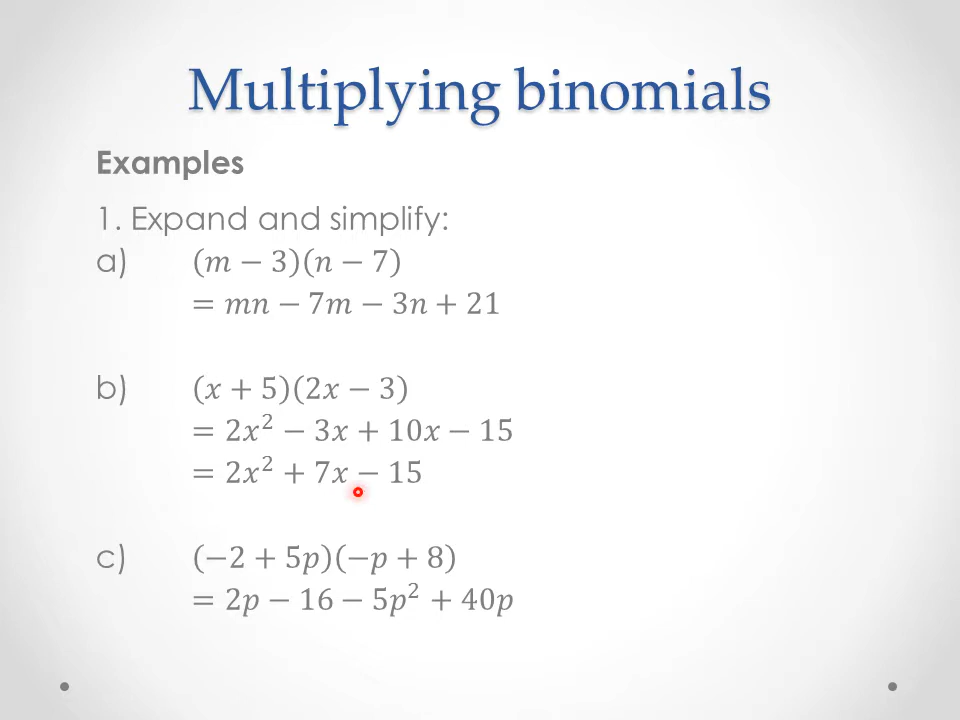 Multiplying binomials
Examples
1. Expand and simplify:
a) (m − 3)(n − 7)
= mn − 7m − 3n + 21
b) (x + 5)(2x − 3)
= 2x² − 3x + 10x − 15
= 2x² + 7x − 15
c) (−2 + 5p)(−p + 8)
= 2p − 16 − 5p² + 40p